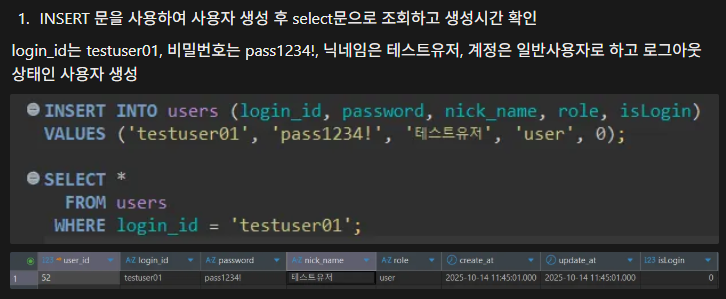 1. INSERT 문을 사용하여 사용자 생성 후 select문으로 조회하고 생성시간 확인
login_id는 testuser01, 비밀번호는 pass1234!, 닉네임은 테스트유저, 계정은 일반사용자로 하고 로그아웃
상태인 사용자 생성
INSERT INTO users (login_id, password, nick_name, role, isLogin)
VALUES ('testuser01', 'pass1234!', '테스트유저', 'user', 0);
SELECT *
FROM users
WHERE login_id = 'testuser01';
123 user_id AZ login_id AZ password AZ nick_name AZ role create_at update_at 123 isLogin
1 52 testuser01 pass1234! 테스트유저 user 2025-10-14 11:45:01.000 2025-10-14 11:45:01.000 0